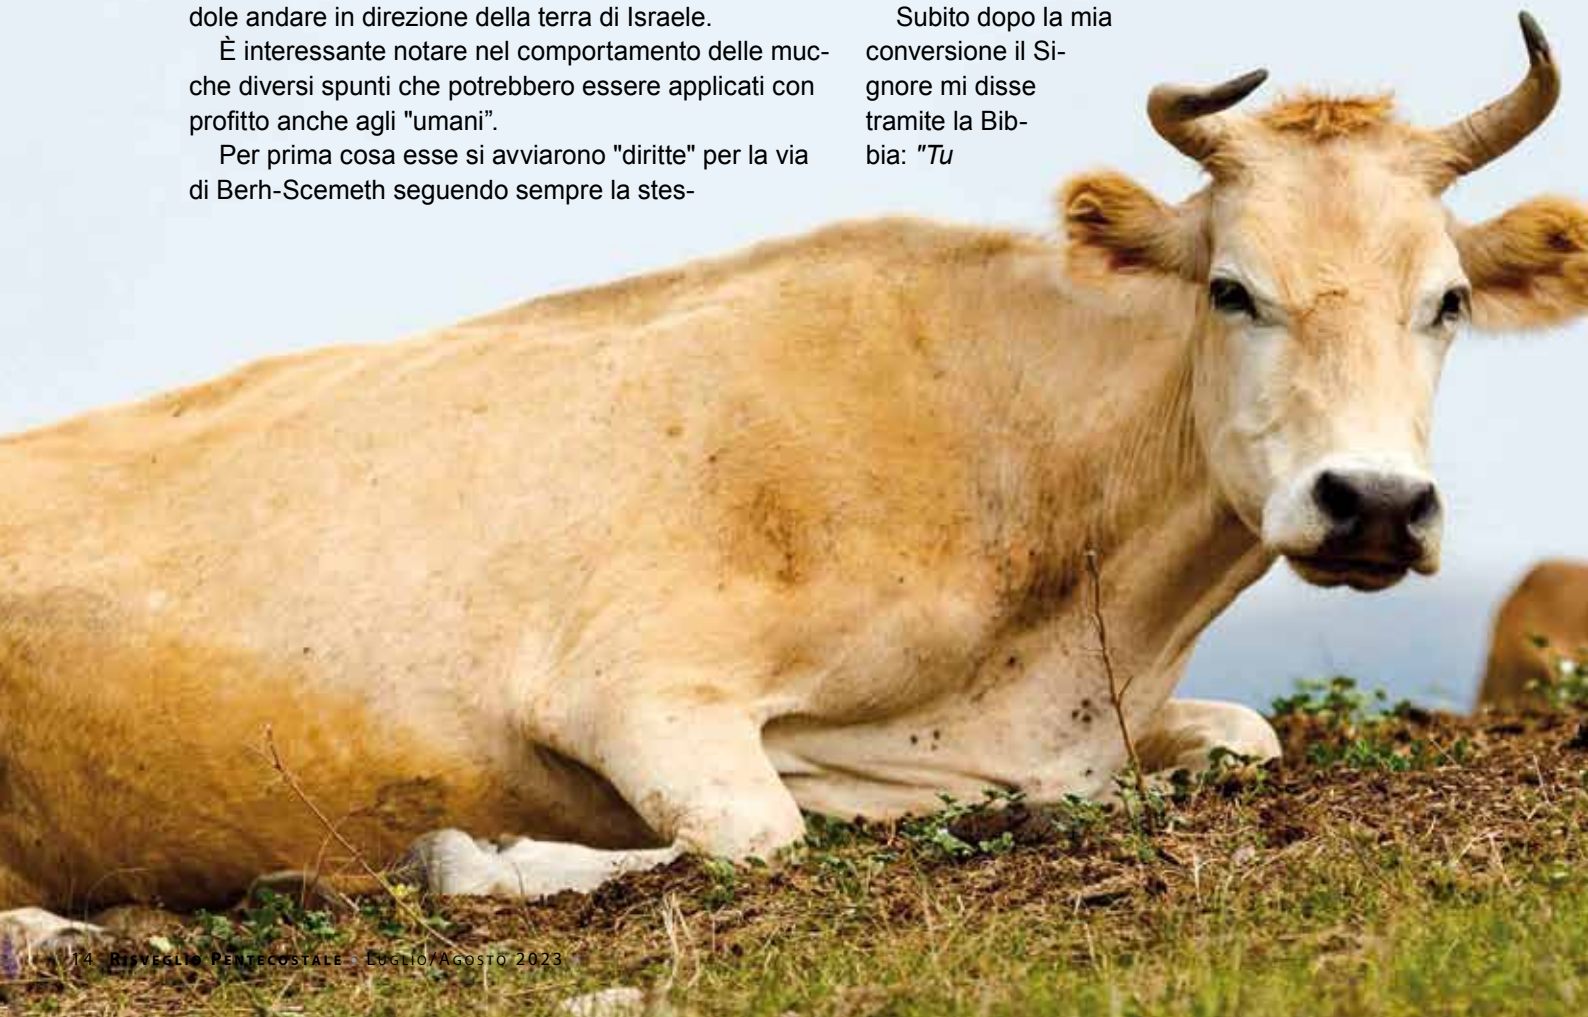 dole andare in direzione della terra di Israele.
È interessante notare nel comportamento delle muc-
che diversi spunti che potrebbero essere applicati con
profitto anche agli "umani”.
Per prima cosa esse si avviarono "diritte" per la via
di Berh-Scemeth seguendo sempre la stes-
Subito dopo la mia
conversione il Si-
gnore mi disse
tramite la Bib-
bia: "Tu
14 Risveglio Pentecostale • Luglio/Agosto 2023